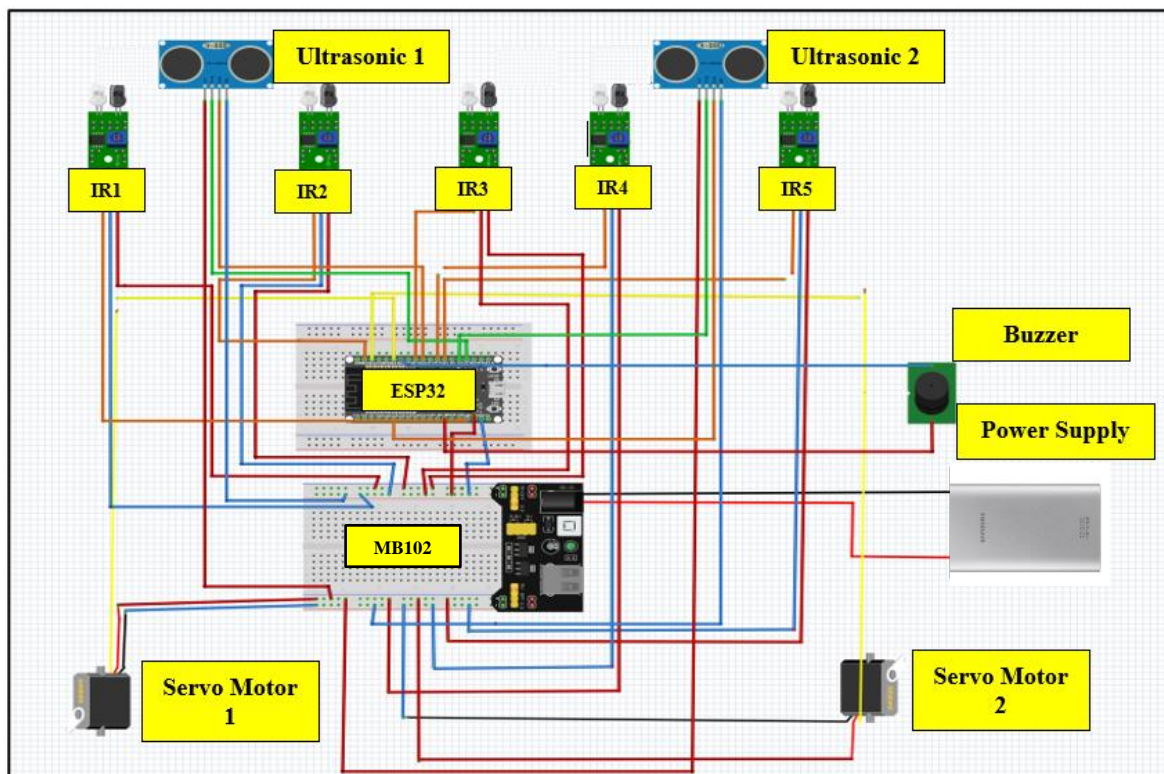 Ultrasonic 1
Ultrasonic 2
IR1
IR2
IR3
IR4
IR5
Buzzer
ESP32
Power Supply
MB102
Servo Motor
1
Servo Motor
2